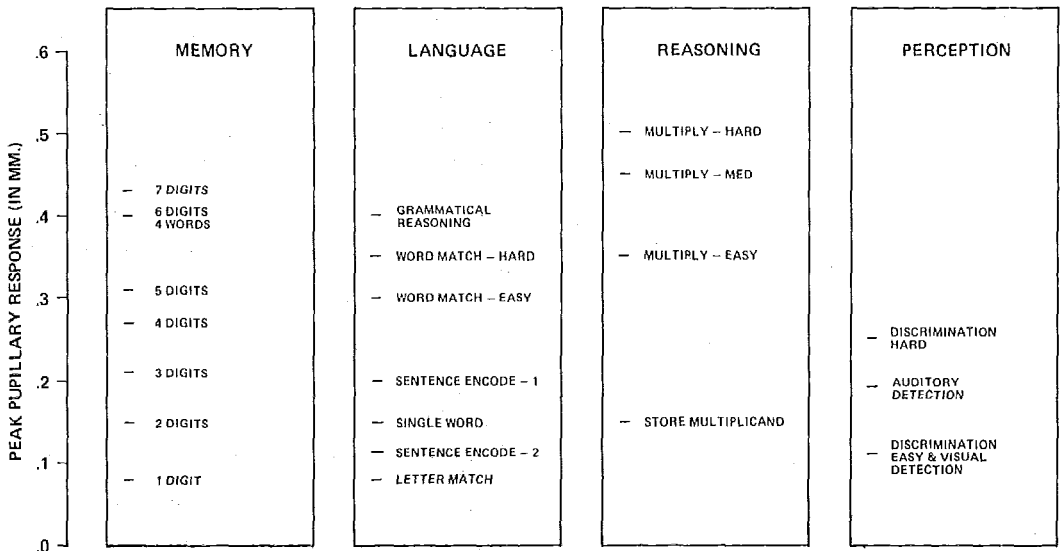 PEAK PUPILLARY RESPONSE (IN MM.)
.6
.5
.4
.3
.2
.1
.0
MEMORY
7 DIGITS
6 DIGITS
4 WORDS
5 DIGITS
4 DIGITS
3 DIGITS
2 DIGITS
1 DIGIT
LANGUAGE
GRAMMATICAL
REASONING
WORD MATCH – HARD
WORD MATCH – EASY
SENTENCE ENCODE – 1
SINGLE WORD
SENTENCE ENCODE – 2
LETTER MATCH
REASONING
MULTIPLY – HARD
MULTIPLY – MED
MULTIPLY – EASY
STORE MULTIPLICAND
PERCEPTION
DISCRIMINATION
HARD
AUDITORY
DETECTION
DISCRIMINATION
EASY & VISUAL
DETECTION